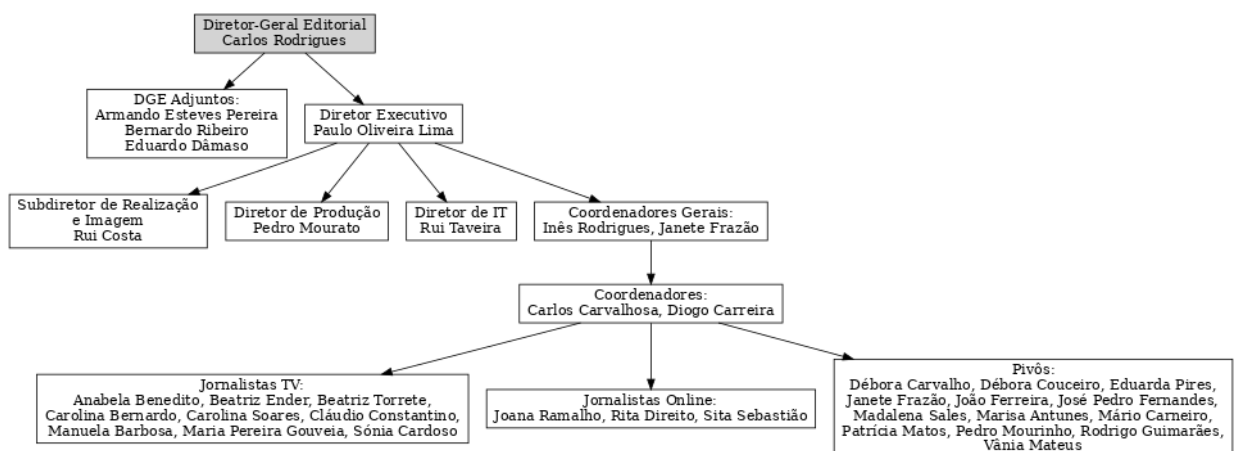 Diretor-Geral Editorial
Carlos Rodrigues
DGE Adjuntos:
Armando Esteves Pereira
Bernardo Ribeiro
Eduardo Dâmaso
Diretor Executivo
Paulo Oliveira Lima
Subdiretor de Realização
e Imagem
Rui Costa
Diretor de Produção
Pedro Mourato
Diretor de IT
Rui Taveira
Coordenadores Gerais:
Inês Rodrigues, Janete Frazão
Coordenadores:
Carlos Carvalhosa, Diogo Carreira
Jornalistas TV:
Anabela Benedito, Beatriz Ender, Beatriz Torrete,
Carolina Bernardo, Carolina Soares, Cláudio Constantino,
Manuela Barbosa, Maria Pereira Gouveia, Sónia Cardoso
Jornalistas Online:
Joana Ramalho, Rita Direito, Sita Sebastião
Pivôs:
Débora Carvalho, Débora Couceiro, Eduarda Pires,
Janete Frazão, João Ferreira, José Pedro Fernandes,
Madalena Sales, Marisa Antunes, Mário Carneiro,
Patrícia Matos, Pedro Mourinho, Rodrigo Guimarães,
Vânia Mateus